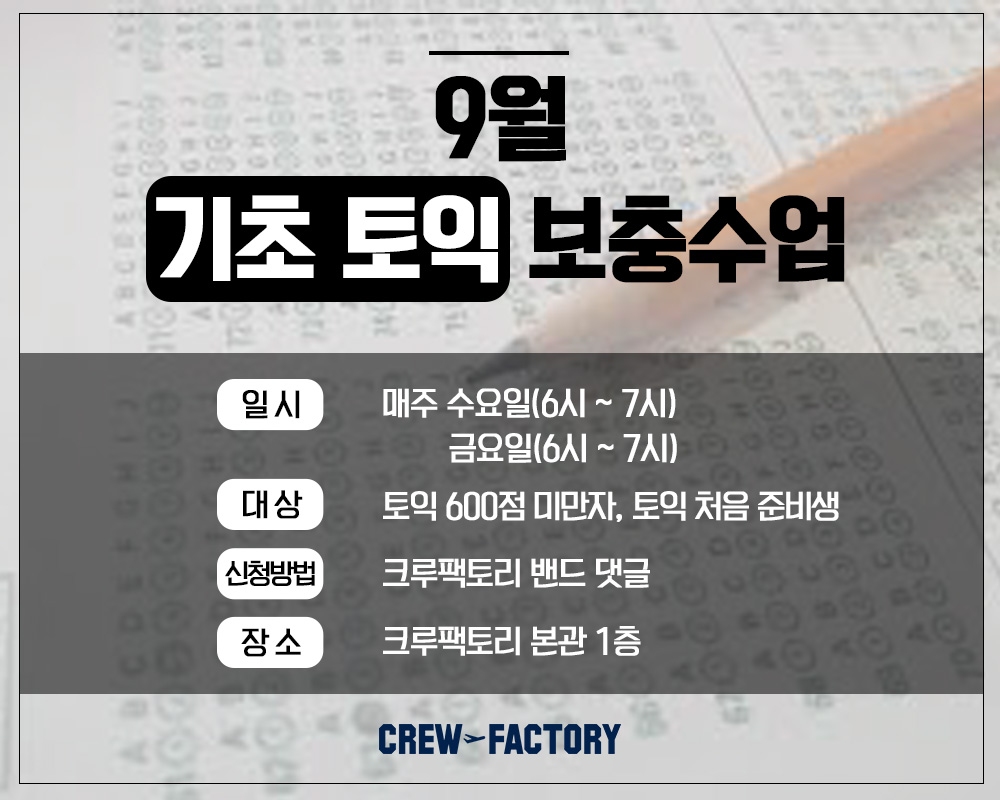 9월
기초 토익 보충수업
일시 매주 수요일(6시 ~ 7시)
금요일(6시 ~ 7시)
대상 토익 600점 미만자, 토익 처음 준비생
신청방법 크루팩토리 밴드 댓글
장소 크루팩토리 본관 1층
CREW FACTORY